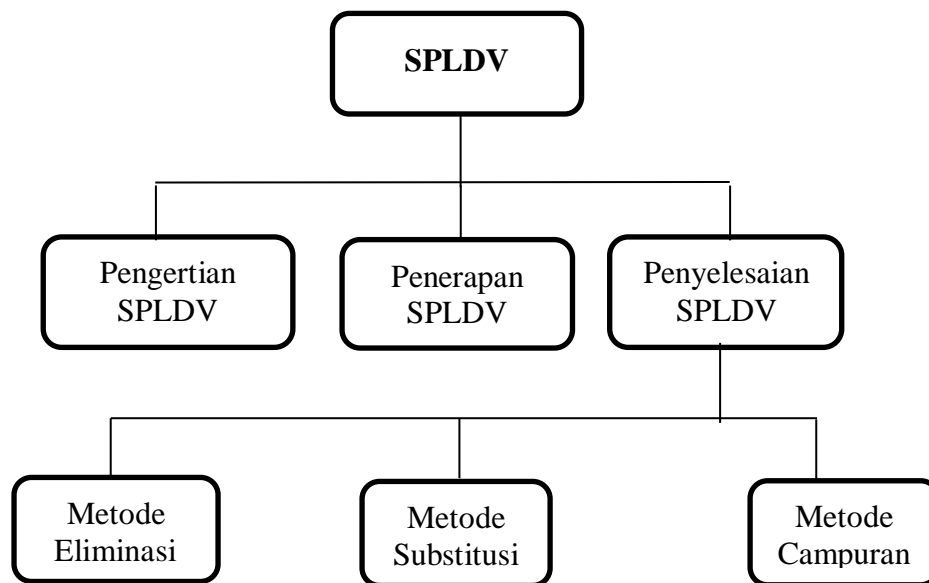 SPLDV
Pengertian
SPLDV
Penerapan
SPLDV
Penyelesaian
SPLDV
Metode
Eliminasi
Metode
Substitusi
Metode
Campuran